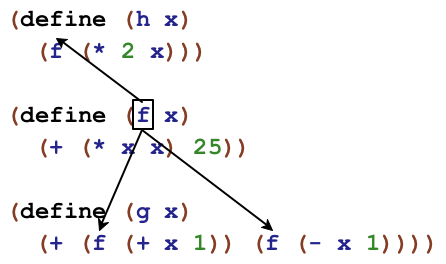 (define (h x)
(f (* 2 x)))
(define (f x)
(+ (* x x) 25))
(define (g x)
(+ (f (+ x 1)) (f (- x 1))))